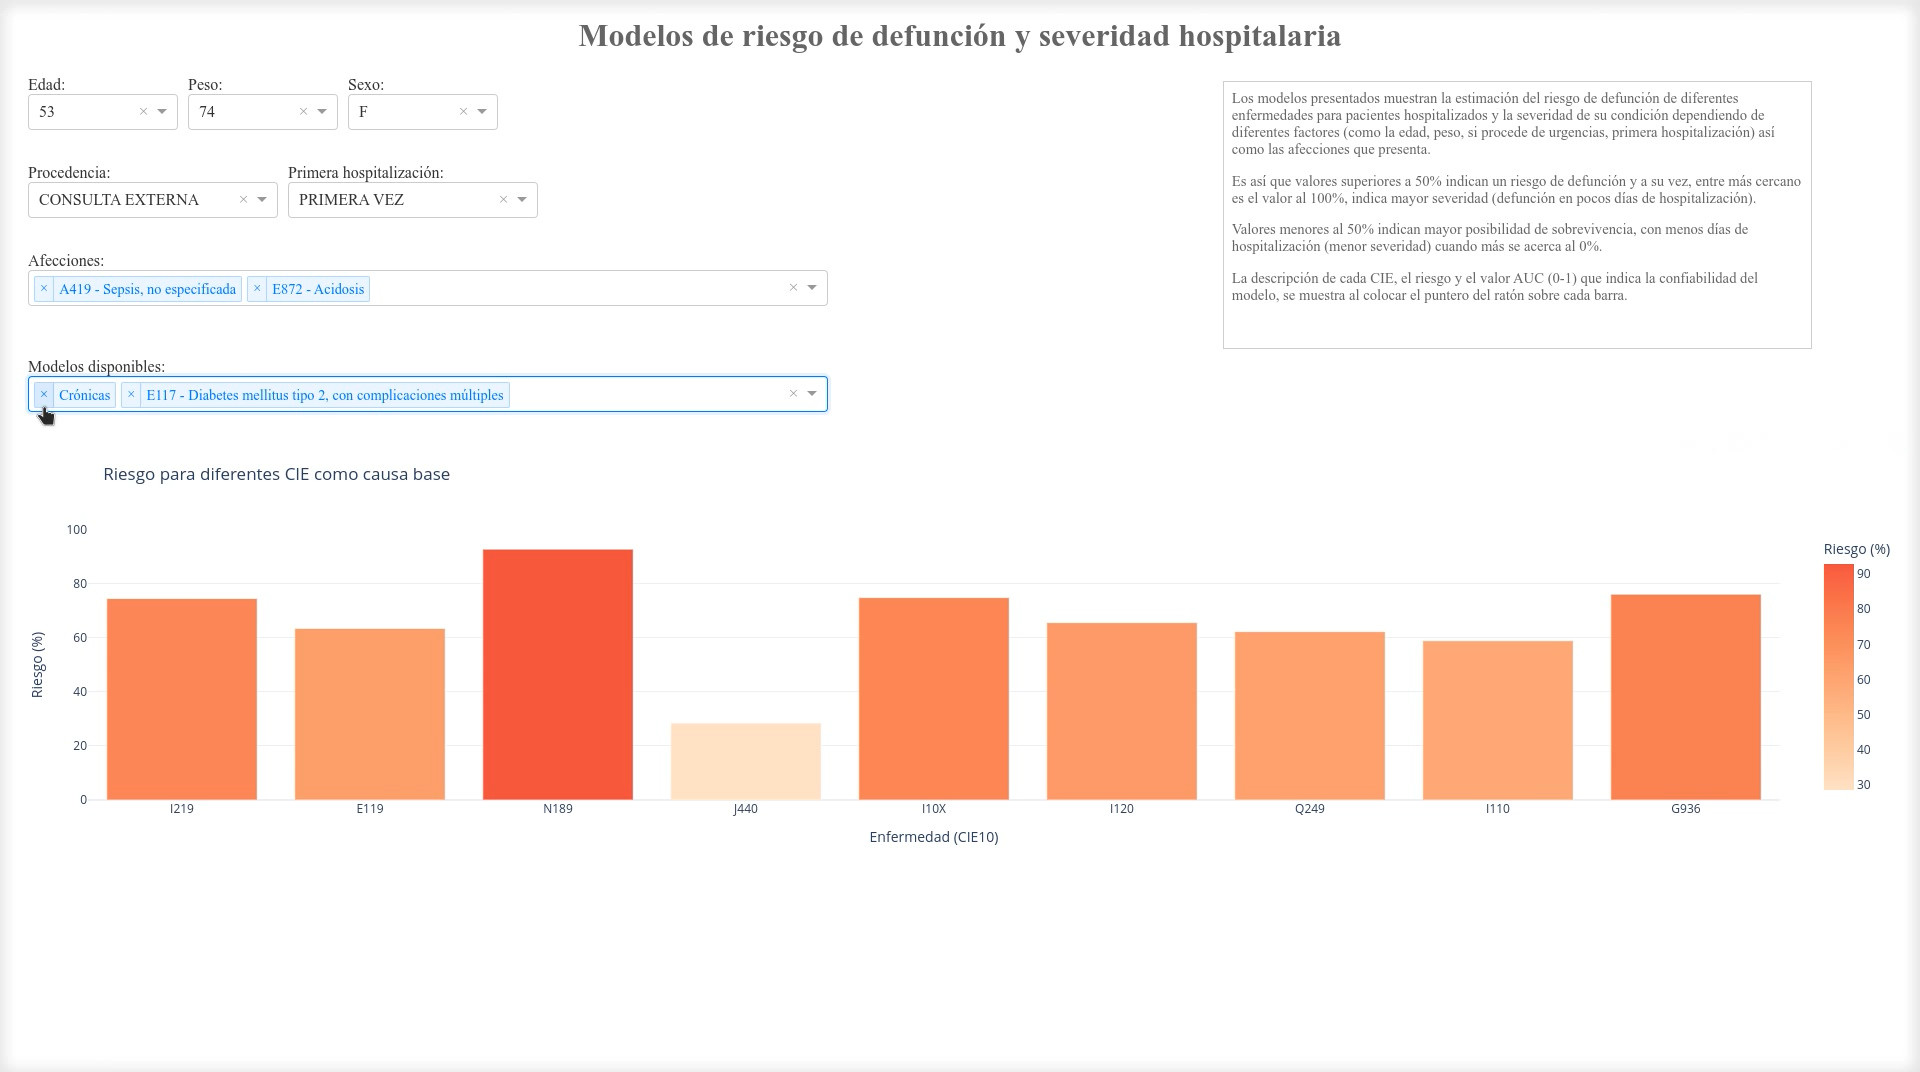 Modelos de riesgo de defunción y severidad hospitalaria
Edad:
Peso:
Sexo:
53
74
F
Procedencia:
Primera hospitalización:
CONSULTA EXTERNA
PRIMERA VEZ
Afecciones:
× A419 - Sepsis, no especificada
× E872 - Acidosis
Modelos disponibles:
× Crónicas
× E117 - Diabetes mellitus tipo 2, con complicaciones múltiples
Los modelos presentados muestran la estimación del riesgo de defunción de diferentes
enfermedades para pacientes hospitalizados y la severidad de su condición dependiendo de
diferentes factores (como la edad, peso, si procede de urgencias, primera hospitalización) así
como las afecciones que presenta.
Es así que valores superiores a 50% indican un riesgo de defunción y a su vez, entre más cercano
es el valor al 100%, indica mayor severidad (defunción en pocos días de hospitalización).
Valores menores al 50% indican mayor posibilidad de sobrevivencia, con menos días de
hospitalización (menor severidad) cuando más se acerca al 0%.
La descripción de cada CIE, el riesgo y el valor AUC (0-1) que indica la confiabilidad del
modelo, se muestra al colocar el puntero del ratón sobre cada barra.
Riesgo para diferentes CIE como causa base
100
80
60
40
20
0
Riesgo (%)
I219
E119
N189
J440
I10X
I120
Q249
I110
G936
Enfermedad (CIE10)
Riesgo (%)
90
80
70
60
50
40
30